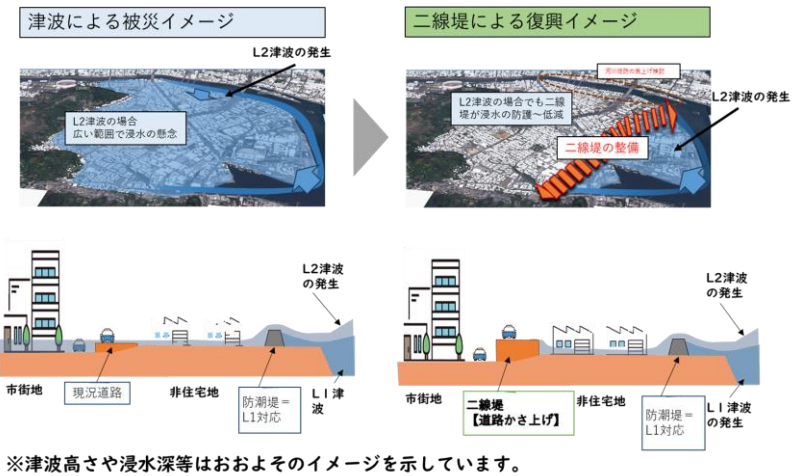 津波による被災イメージ
二線堤による復興イメージ
L2津波の発生
L2津波の場合
広い範囲で浸水の懸念
L2津波の場合でも二線
堤が浸水の防護～低減
二線堤の整備
L2津波の発生
L2津波
の発生
市街地
現況道路
非住宅地
防潮堤＝
L1対応
L1津
波
L2津波
の発生
市街地
二線堤
【道路かさ上げ】
非住宅地
防潮堤＝
L1対応
L1津波
の発生
※津波高さや浸水深等はおおよそのイメージを示しています。